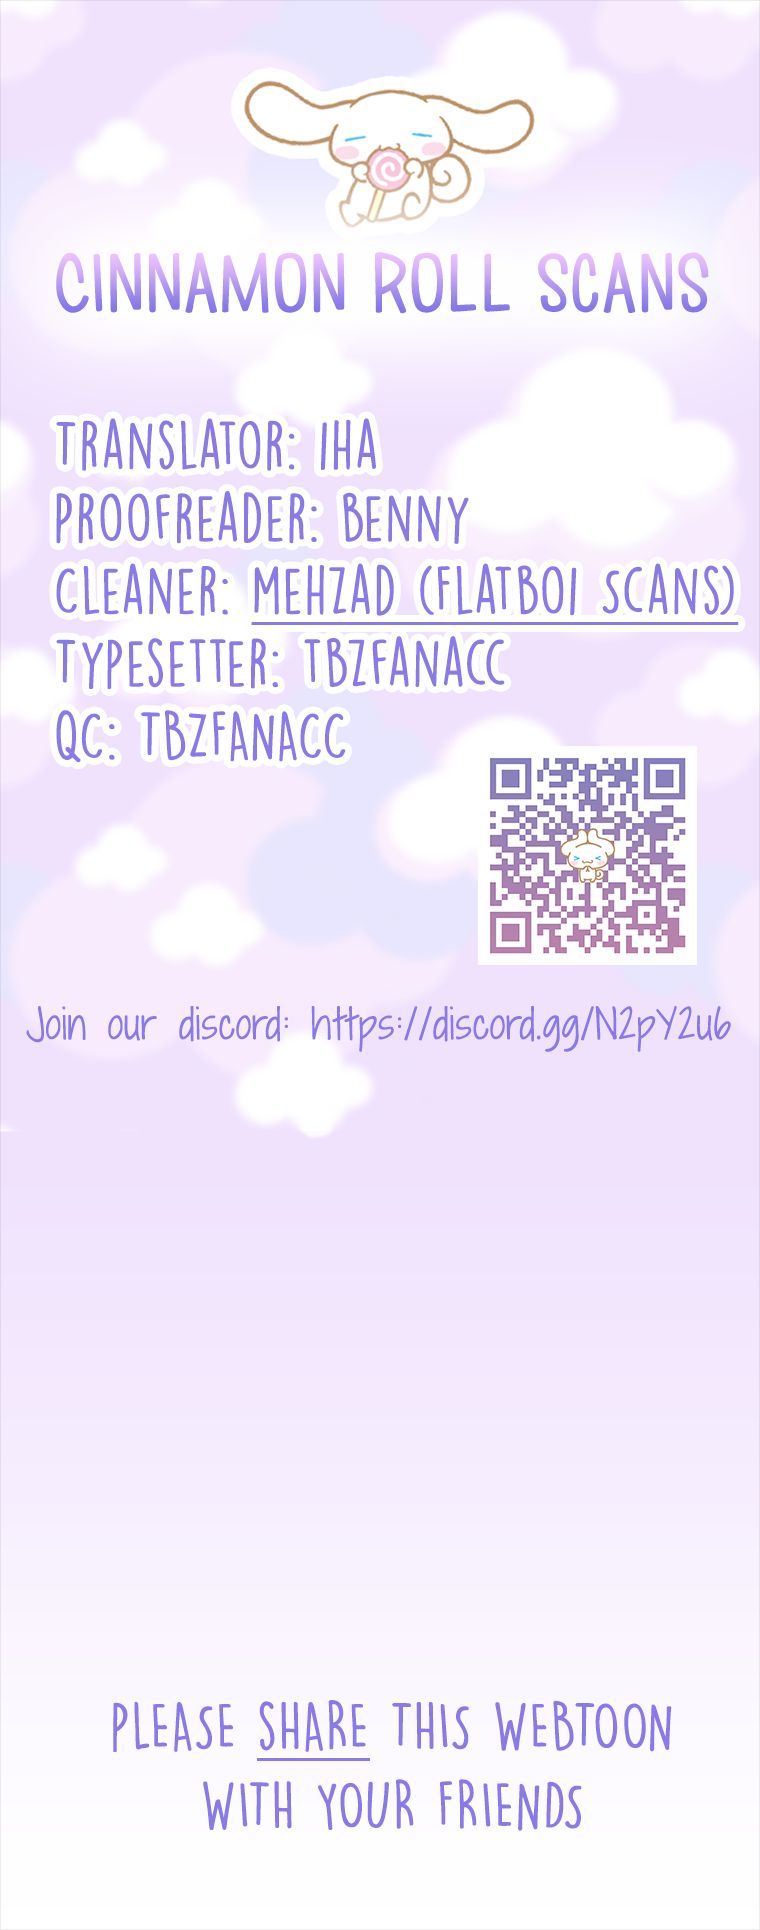 CINNAMON ROLL SCANS
TRANSLATOR: IHA
PROOFREADER: BENNY
CLEANER: MEHZAD (FLATBOI SCANS)
TYPESETTER: TBZFANACC
QC: TBZFANACC
Join our discord: https://discord.gg/N2pY2u6
PLEASE SHARE THIS WEBTOON
WITH YOUR FRIENDS